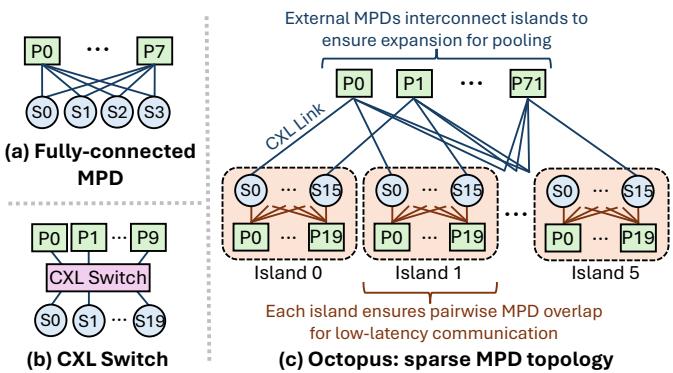 P0 ... P7
S0 S1 S2 S3
(a) Fully-connected
MPD
P0 P1 ... P9
CXL Switch
S0 S1 ... S19
(b) CXL Switch
External MPDs interconnect islands to
ensure expansion for pooling
P0 P1 ... P71
CXL Link
S0 ... S15
P0 ... P19
Island 0
S0 ... S15
P0 ... P19
Island 1
...
S0 ... S15
P0 ... P19
Island 5
Each island ensures pairwise MPD overlap
for low-latency communication
(c) Octopus: sparse MPD topology